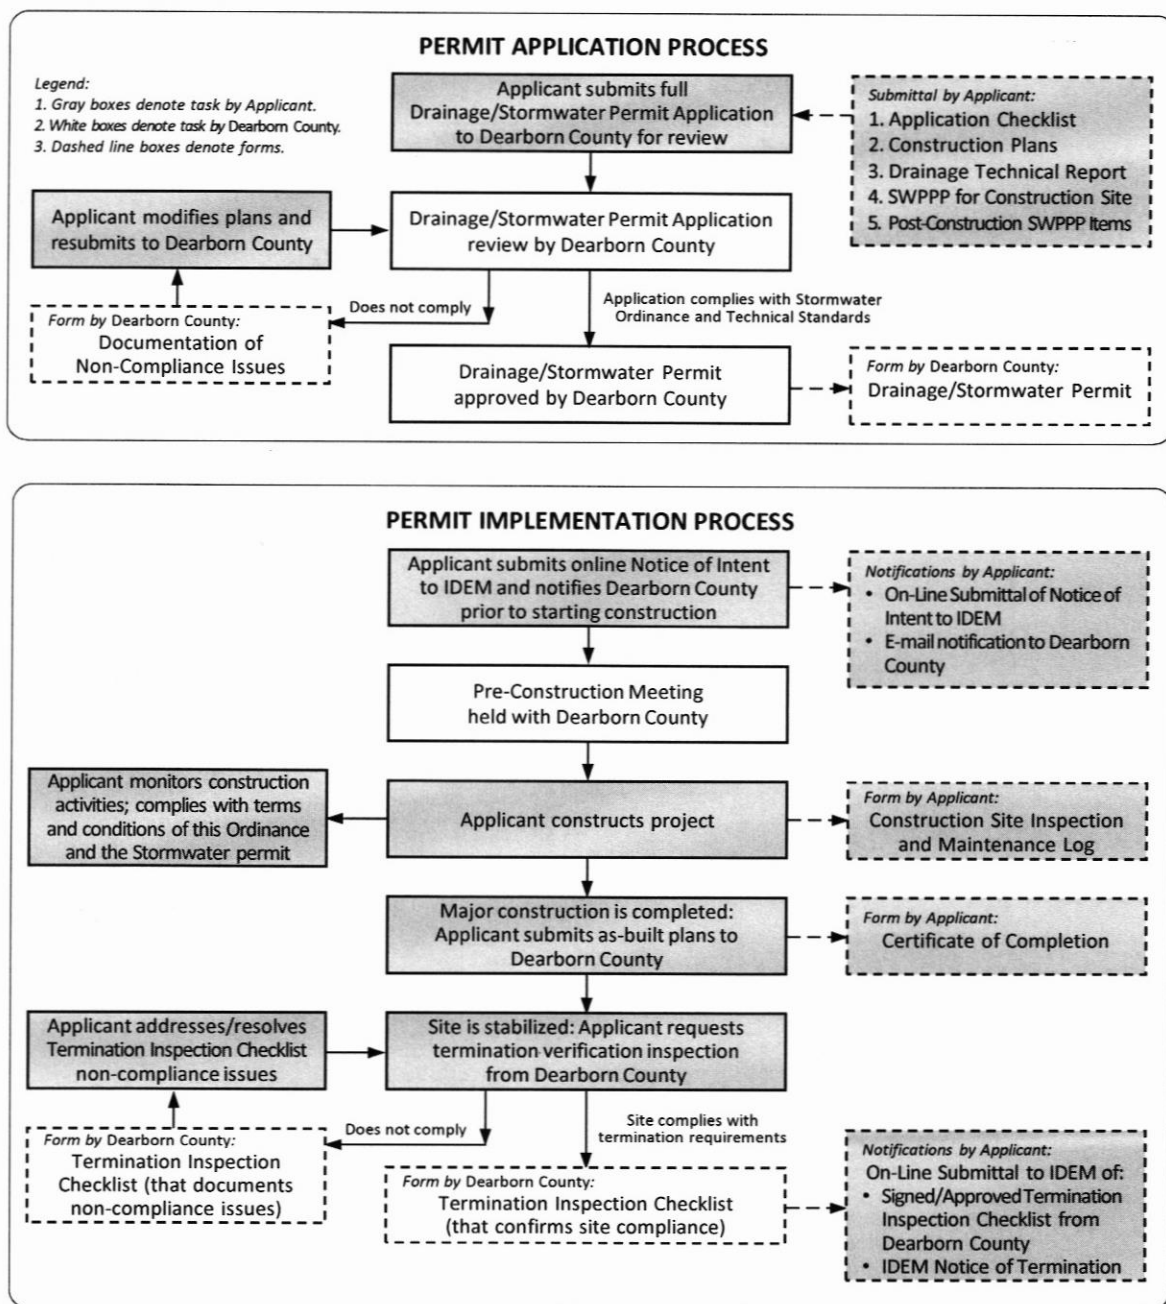 PERMIT APPLICATION PROCESS
Legend:
1. Gray boxes denote task by Applicant.
2. White boxes denote task by Dearborn County.
3. Dashed line boxes denote forms.
Applicant submits full
Drainage/Stormwater Permit Application
to Dearborn County for review
Submittal by Applicant:
1. Application Checklist
2. Construction Plans
3. Drainage Technical Report
4. SWPPP for Construction Site
5. Post-Construction SWPPP Items
Applicant modifies plans and
resubmits to Dearborn County
Drainage/Stormwater Permit Application
review by Dearborn County
Does not comply
Application complies with Stormwater
Ordinance and Technical Standards
Form by Dearborn County:
Documentation of
Non-Compliance Issues
Drainage/Stormwater Permit
approved by Dearborn County
Form by Dearborn County:
Drainage/Stormwater Permit
PERMIT IMPLEMENTATION PROCESS
Applicant submits online Notice of Intent
to IDEM and notifies Dearborn County
prior to starting construction
Notifications by Applicant:
• On-Line Submittal of Notice of
Intent to IDEM
• E-mail notification to Dearborn
County
Pre-Construction Meeting
held with Dearborn County
Applicant monitors construction
activities; complies with terms
and conditions of this Ordinance
and the Stormwater permit
Applicant constructs project
Form by Applicant:
Construction Site Inspection
and Maintenance Log
Major construction is completed:
Applicant submits as-built plans to
Dearborn County
Form by Applicant:
Certificate of Completion
Applicant addresses/resolves
Termination Inspection Checklist
non-compliance issues
Site is stabilized: Applicant requests
termination verification inspection
from Dearborn County
Does not comply
Site complies with
termination requirements
Form by Dearborn County:
Termination Inspection
Checklist (that documents
non-compliance issues)
Form by Dearborn County:
Termination Inspection Checklist
(that confirms site compliance)
Notifications by Applicant:
On-Line Submittal to IDEM of:
• Signed/Approved Termination
Inspection Checklist from
Dearborn County
• IDEM Notice of Termination